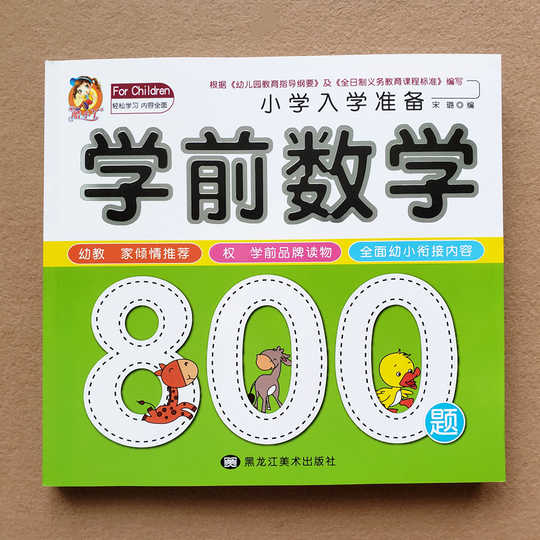 For Children
轻松学习 内容全面
根据《幼儿园教育指导纲要》及《全日制义务教育课程标准》编写
小学入学准备 宋璐 编
学前数学
幼教 家倾情推荐
权 学前品牌读物
全面幼小衔接内容
800
题
黑龙江美术出版社